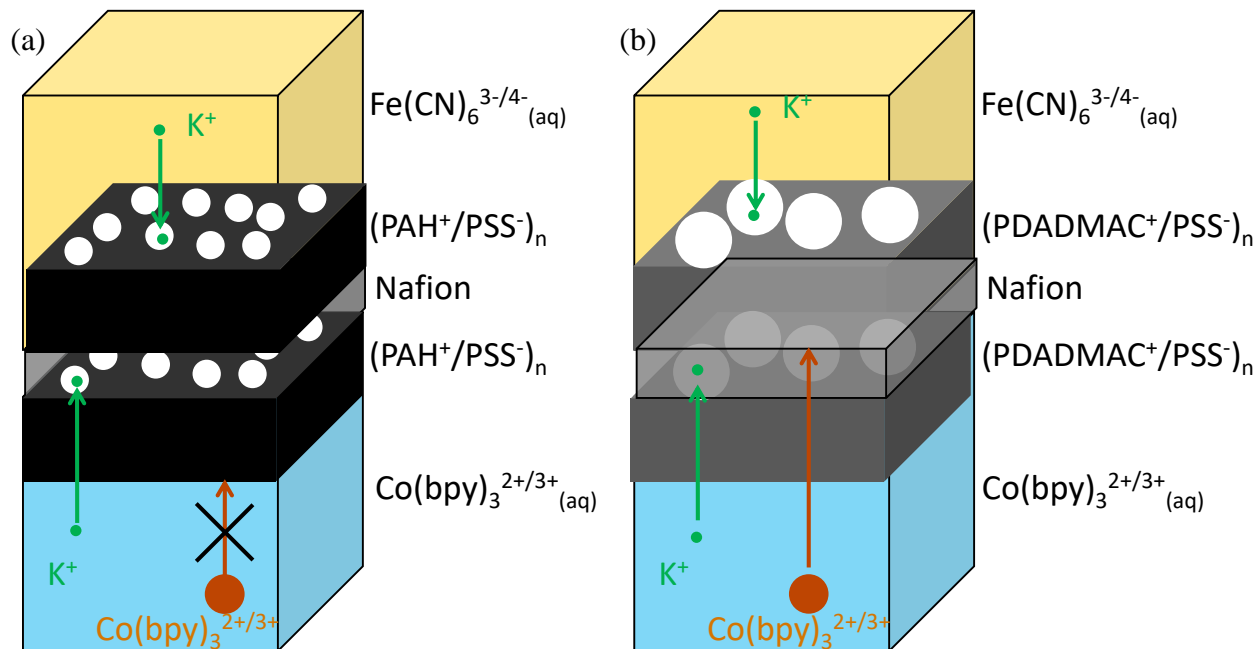 (a)
K⁺
Fe(CN)₆³⁻/⁴⁻(aq)
(PAH⁺/PSS⁻)ₙ
Nafion
(PAH⁺/PSS⁻)ₙ
Co(bpy)₃²⁺/³⁺(aq)
K⁺
Co(bpy)₃²⁺/³⁺
(b)
K⁺
Fe(CN)₆³⁻/⁴⁻(aq)
(PDADMAC⁺/PSS⁻)ₙ
Nafion
(PDADMAC⁺/PSS⁻)ₙ
Co(bpy)₃²⁺/³⁺(aq)
K⁺
Co(bpy)₃²⁺/³⁺